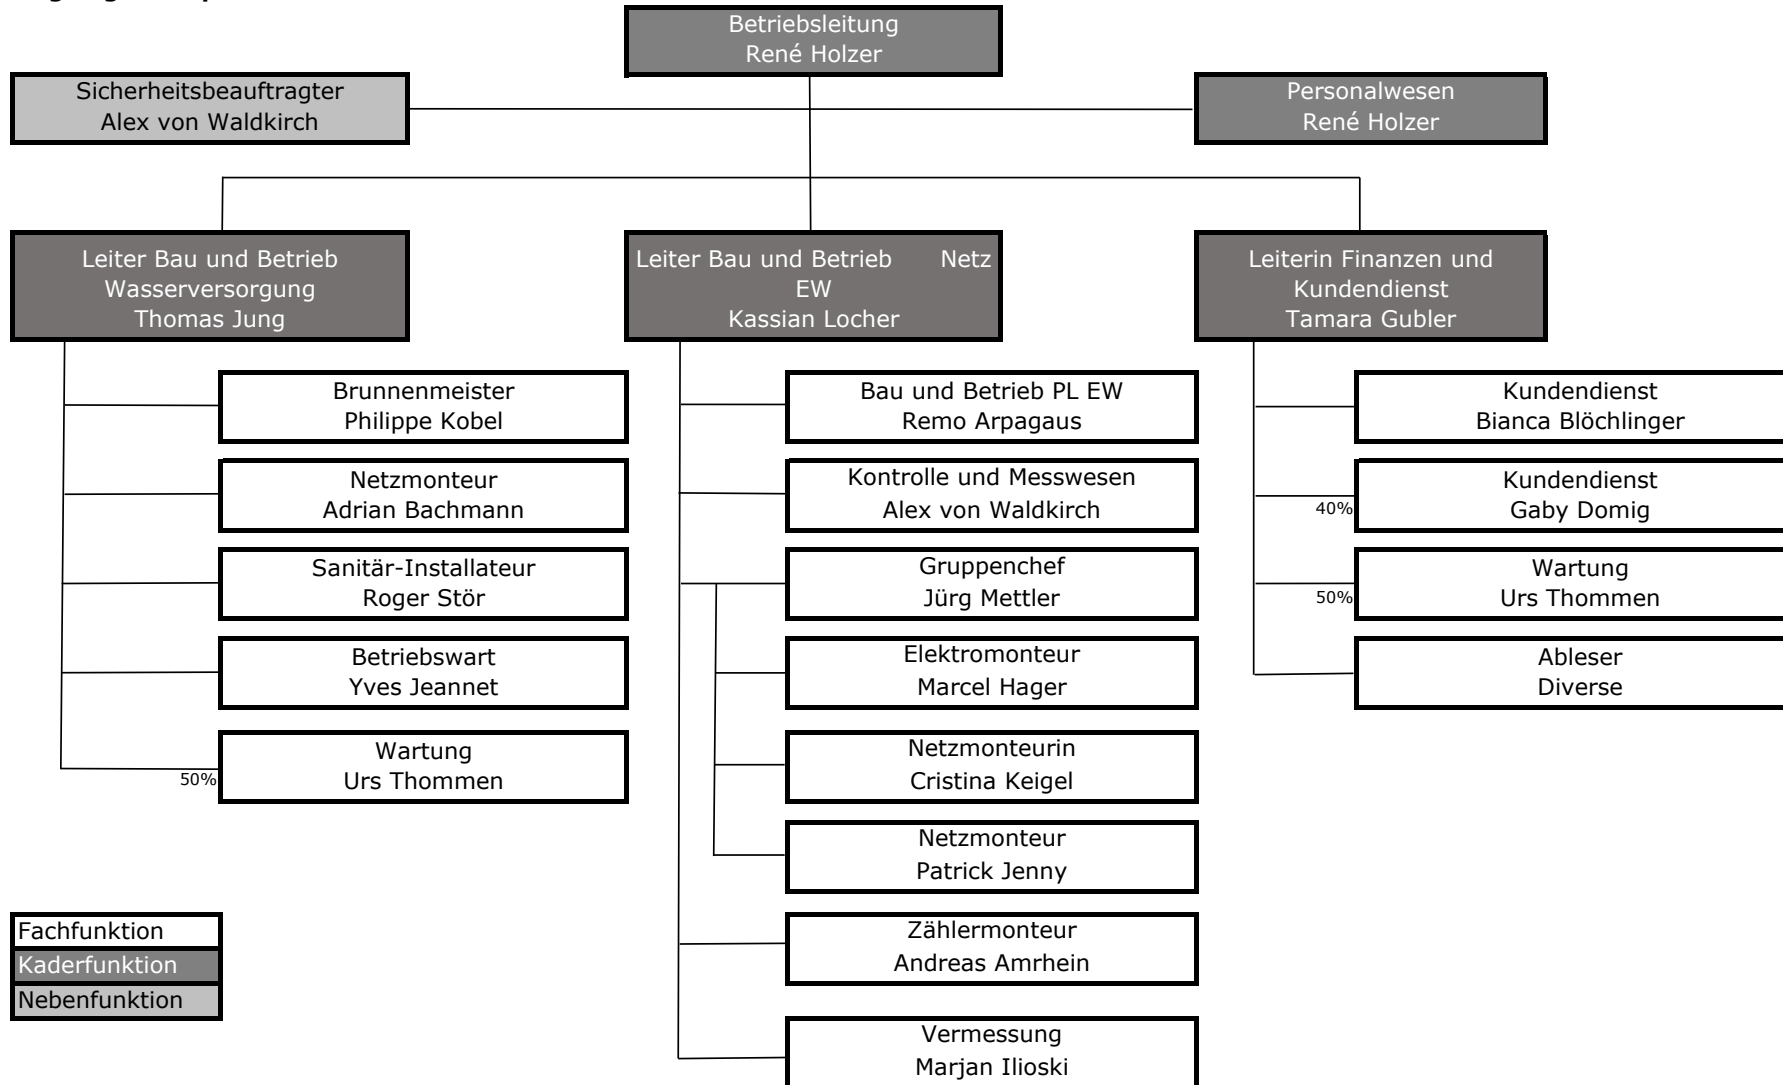 Betriebsleitung
René Holzer
Sicherheitsbeauftragter
Alex von Waldkirch
Personalwesen
René Holzer
Leiter Bau und Betrieb
Wasserversorgung
Thomas Jung
Leiter Bau und Betrieb Netz
EW
Kassian Locher
Leiterin Finanzen und
Kundendienst
Tamara Gubler
Brunnenmeister
Philippe Kobel
Netzmonteur
Adrian Bachmann
Sanitär-Installateur
Roger Stör
Betriebswart
Yves Jeannet
50%
Wartung
Urs Thommen
Bau und Betrieb PL EW
Remo Arpagaus
Kontrolle und Messwesen
Alex von Waldkirch
Gruppenchef
Jürg Mettler
Elektromonteur
Marcel Hager
Netzmonteurin
Cristina Keigel
Netzmonteur
Patrick Jenny
Zählermonteur
Andreas Amrhein
Vermessung
Marjan Ilioski
Kundendienst
Bianca Blöchlinger
40%
Kundendienst
Gaby Domig
50%
Wartung
Urs Thommen
Ableser
Diverse
Fachfunktion
Kaderfunktion
Nebenfunktion